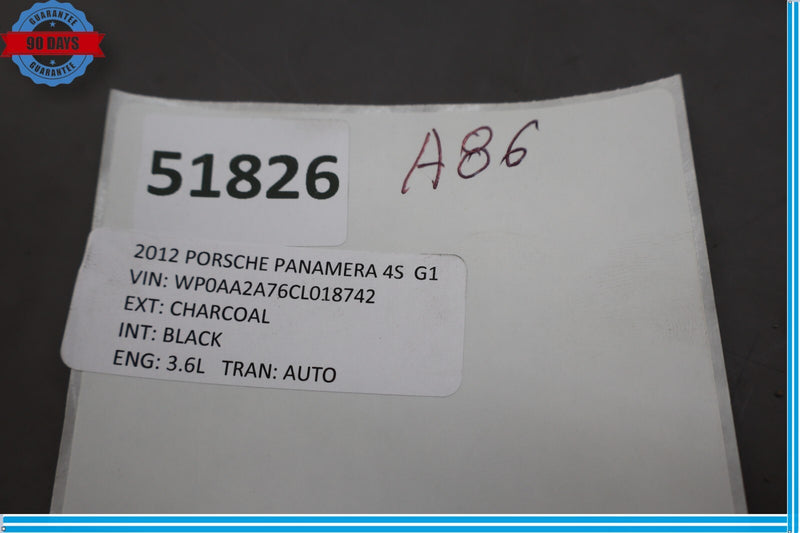 GUARANTEE
90 DAYS
GUARANTEE
51826
A86
2012 PORSCHE PANAMERA 4S G1
VIN: WP0AA2A76CL018742
EXT: CHARCOAL
INT: BLACK
ENG: 3.6L TRAN: AUTO